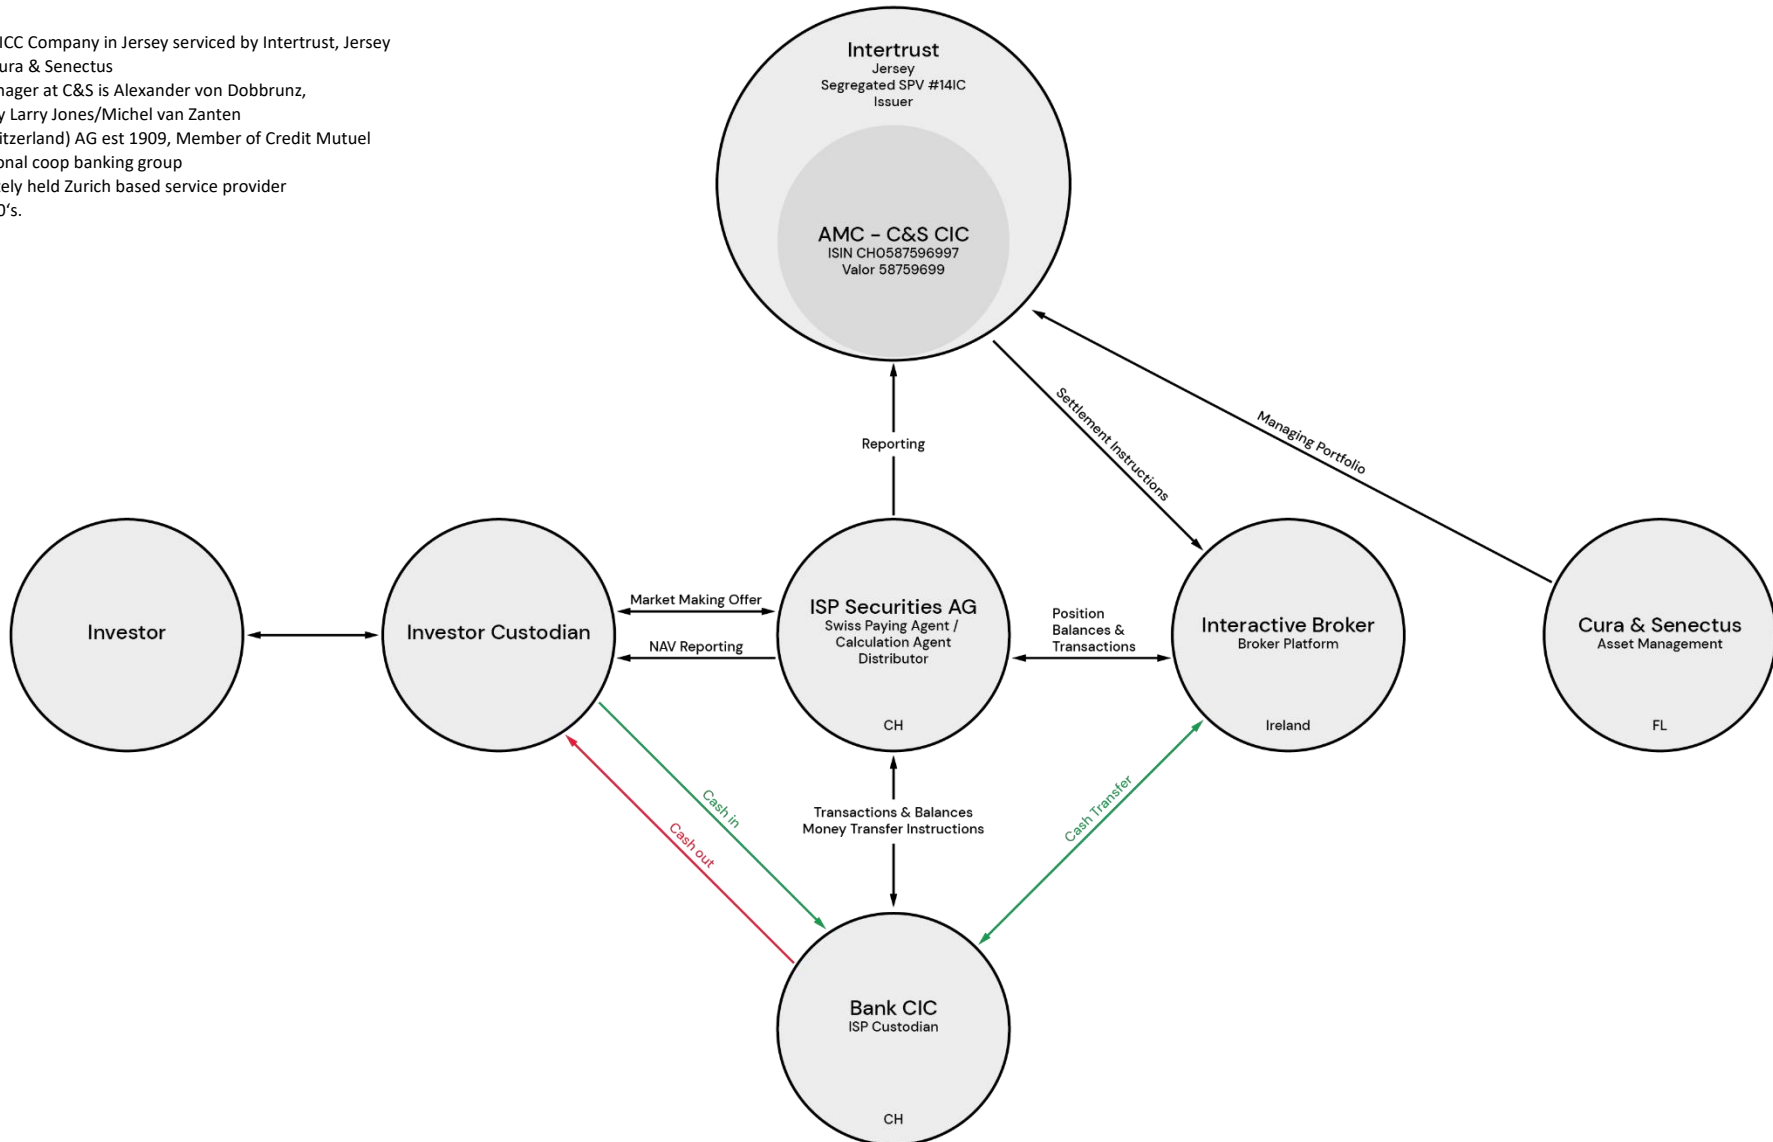 ICC Company in Jersey serviced by Intertrust, Jersey
ura & Senectus
nager at C&S is Alexander von Dobbrunz,
y Larry Jones/Michel van Zanten
itzerland) AG est 1909, Member of Credit Mutuel
onal coop banking group
tely held Zurich based service provider
0‘s.
Intertrust
Jersey
Segregated SPV #14IC
Issuer
AMC - C&S CIC
ISIN CH0587596997
Valor 58759699
Reporting
Settlement Instructions
Managing Portfolio
Investor
Investor Custodian
Market Making Offer
NAV Reporting
ISP Securities AG
Swiss Paying Agent /
Calculation Agent
Distributor
CH
Position
Balances &
Transactions
Interactive Broker
Broker Platform
Ireland
Cura & Senectus
Asset Management
FL
Cash in
Cash out
Transactions & Balances
Money Transfer Instructions
Cash Transfer
Bank CIC
ISP Custodian
CH